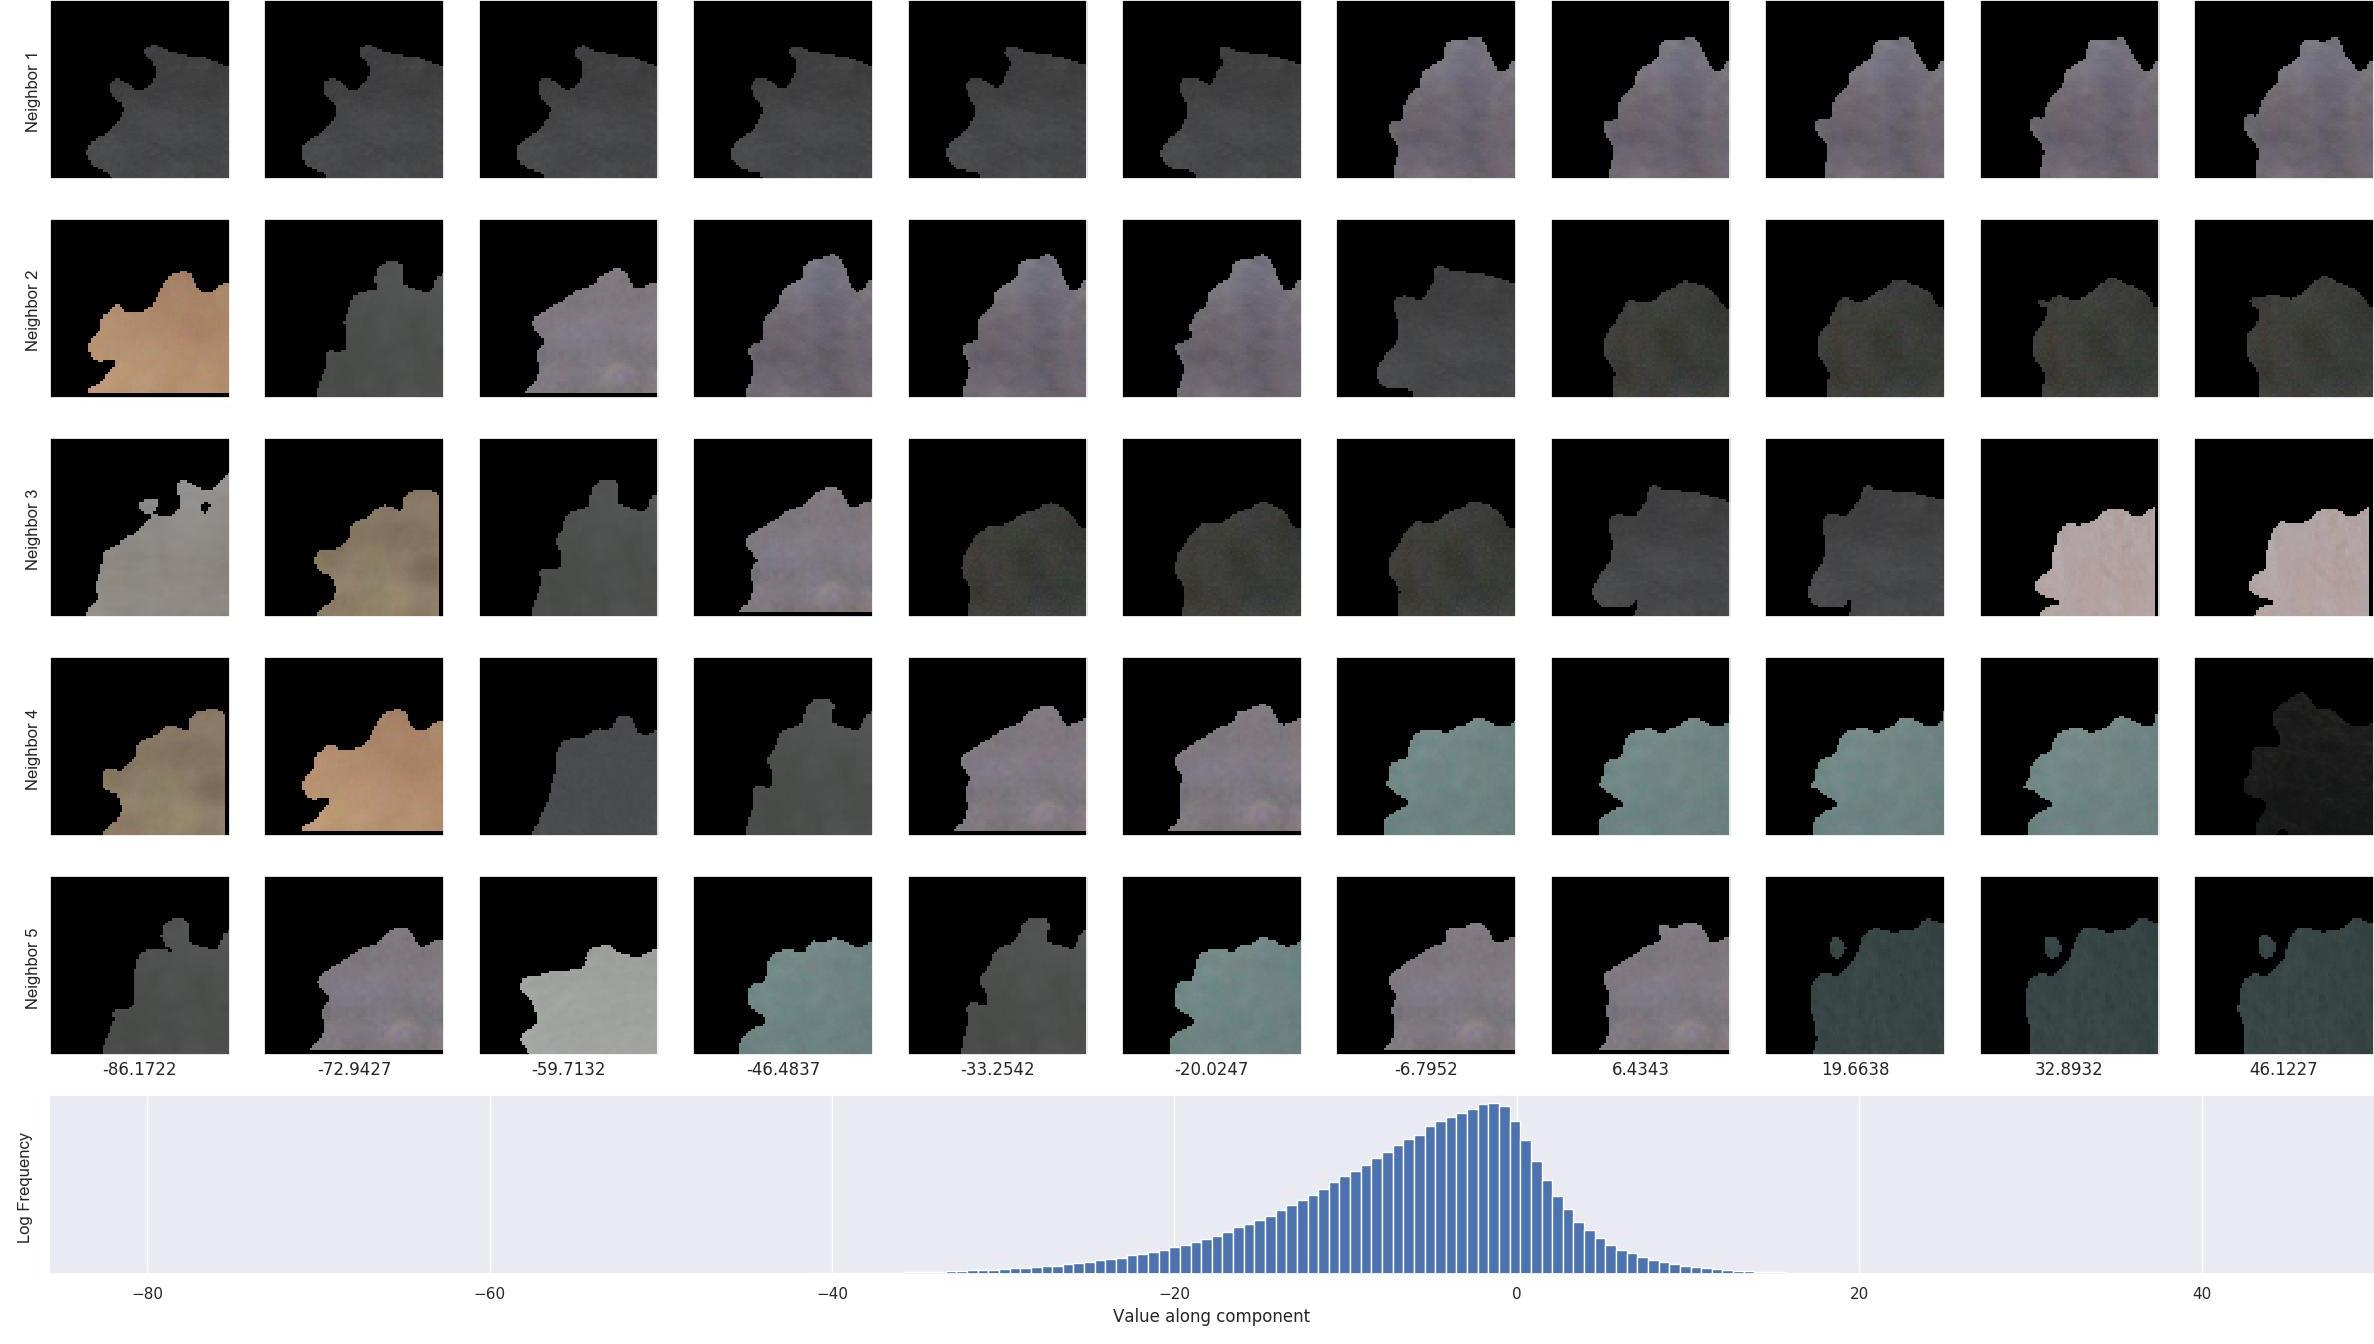 Neighbor 1
Neighbor 2
Neighbor 3
Neighbor 4
Neighbor 5
-86.1722 -72.9427 -59.7132 -46.4837 -33.2542 -20.0247 -6.7952 6.4343 19.6638 32.8932 46.1227
Log Frequency
−80 −60 −40 −20 0 20 40
Value along component